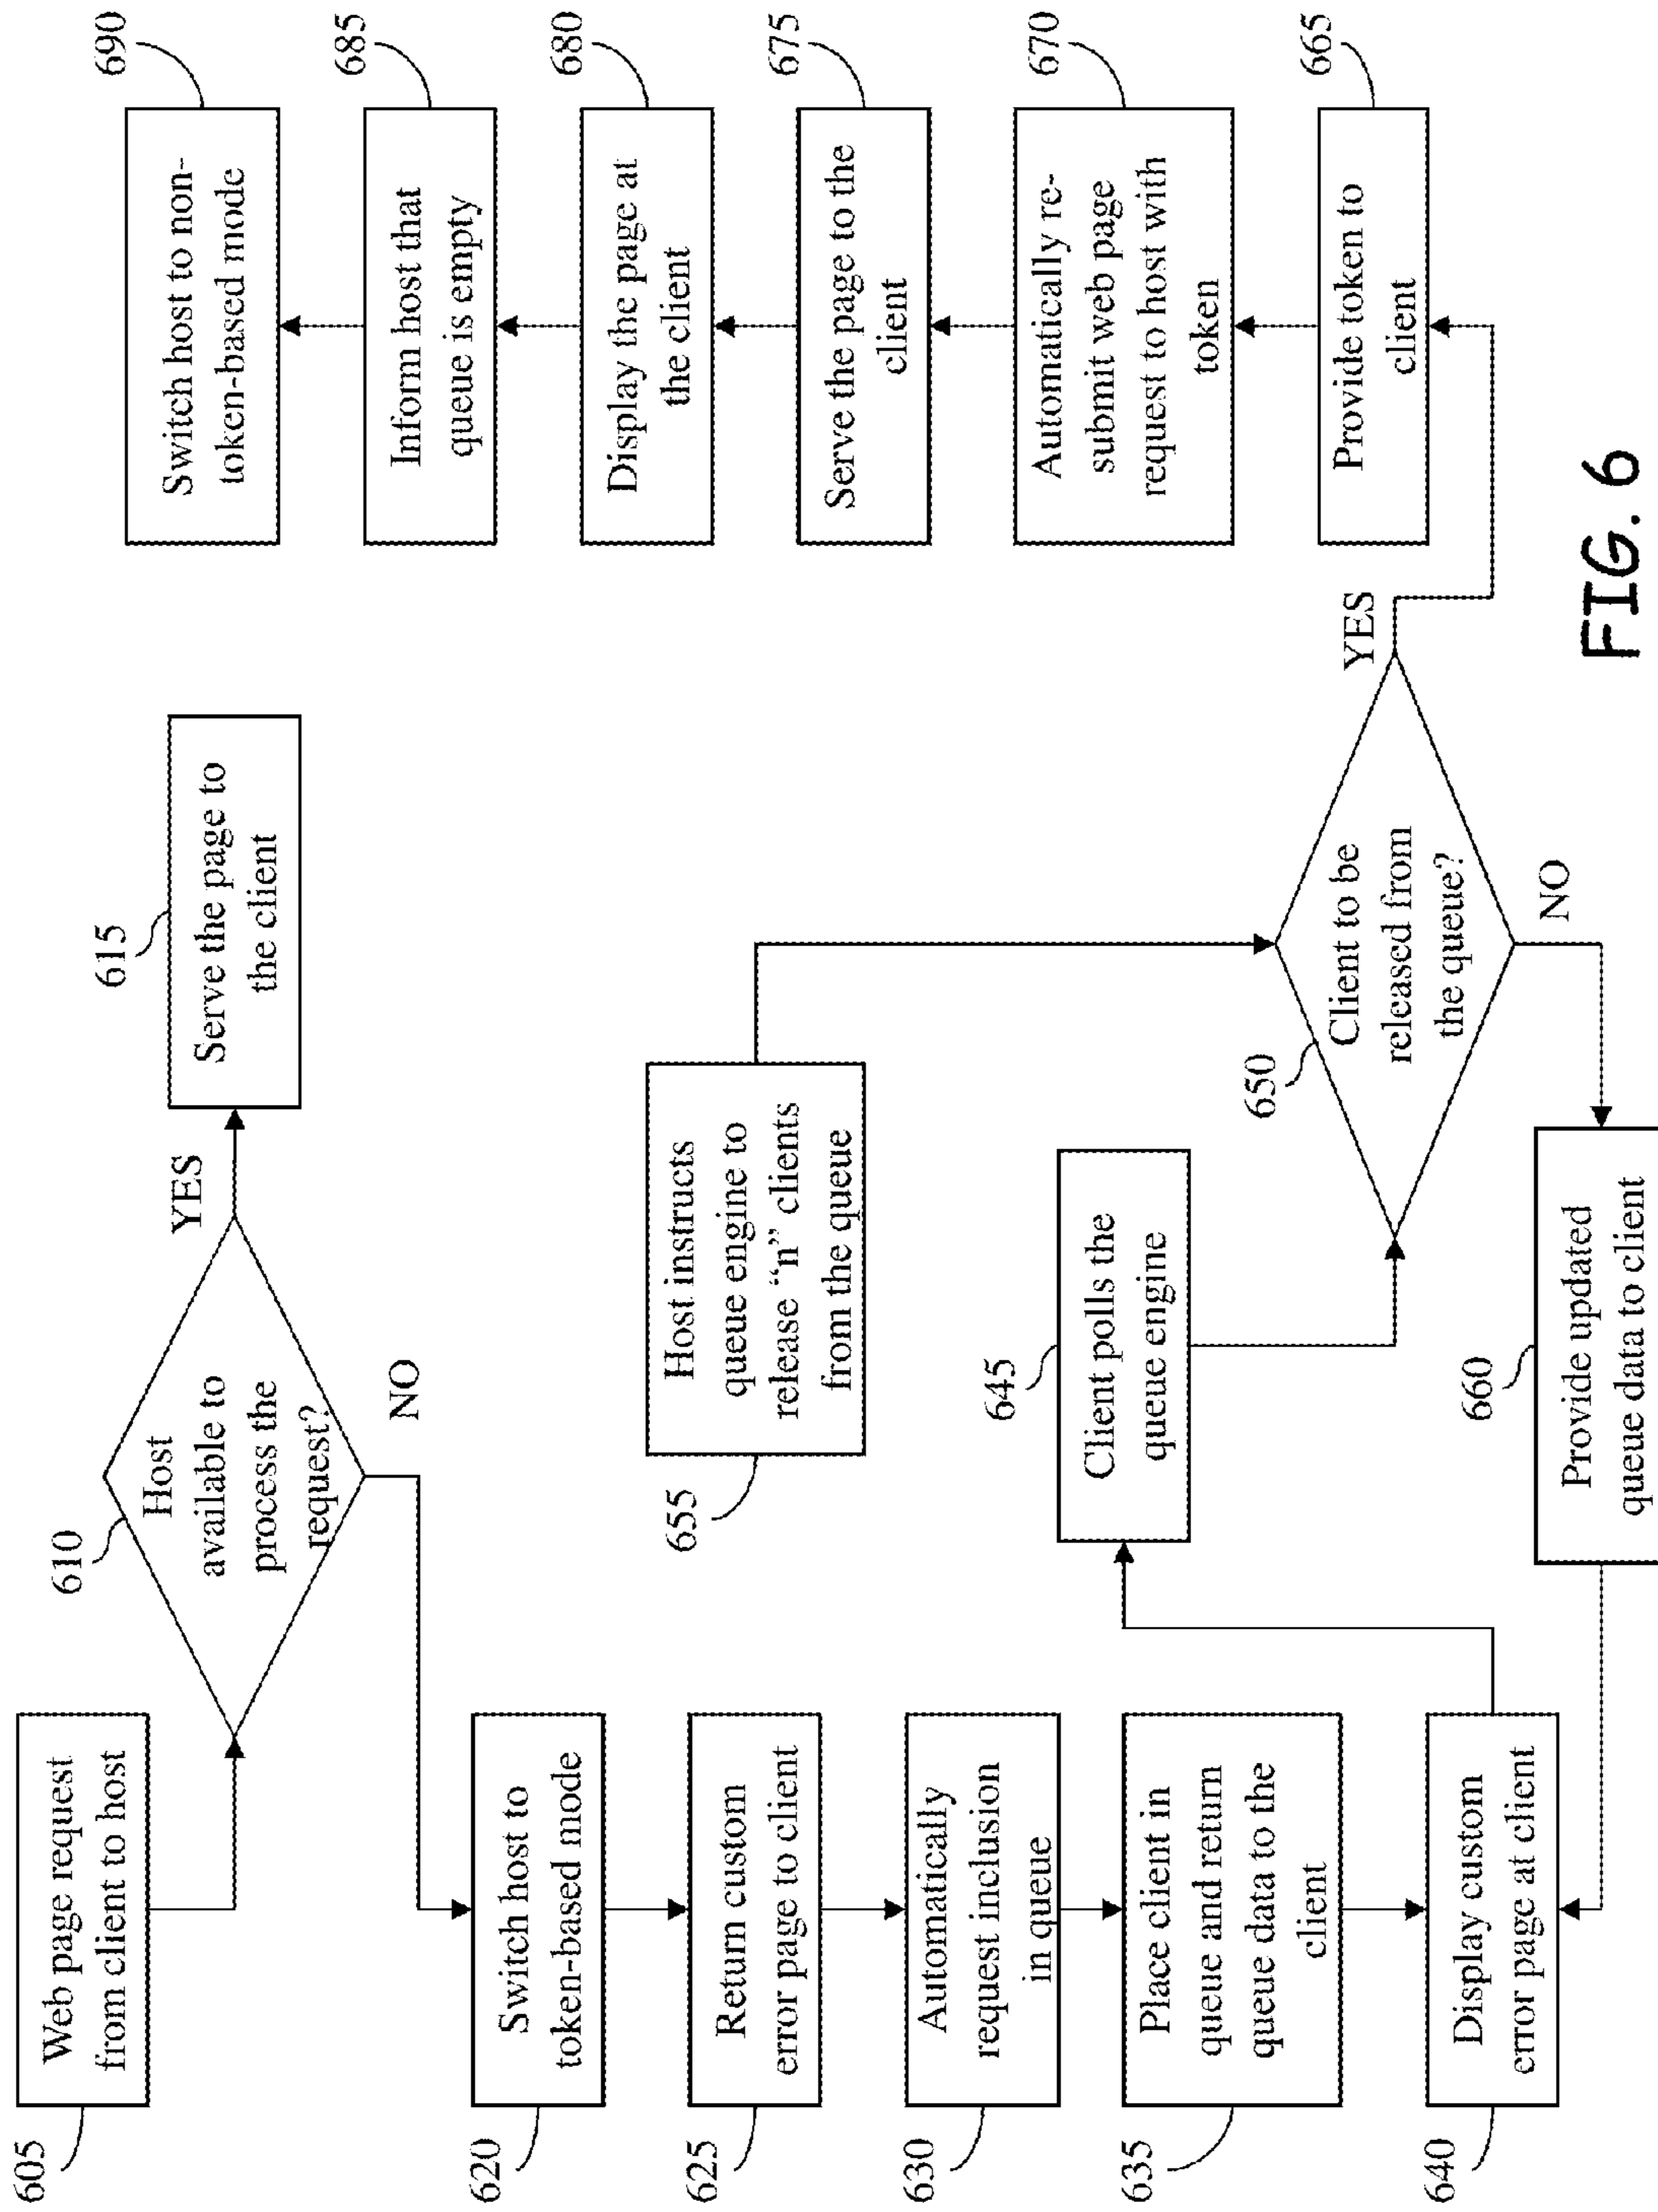 605
Web page request
from client to host
610
Host
available to
process the
request?
YES
615
Serve the page to
the client
NO
620
Switch host to
token-based mode
625
Return custom
error page to client
630
Automatically
request inclusion
in queue
635
Place client in
queue and return
queue data to the
client
640
Display custom
error page at client
645
Client polls the
queue engine
650
Client to be
released from
the queue?
655
Host instructs
queue engine to
release “n” clients
from the queue
NO
660
Provide updated
queue data to client
YES
665
Provide token to
client
670
Automatically re-
submit web page
request to host with
token
675
Serve the page to the
client
680
Display the page at
the client
685
Inform host that
queue is empty
690
Switch host to non-
token-based mode
FIG. 6